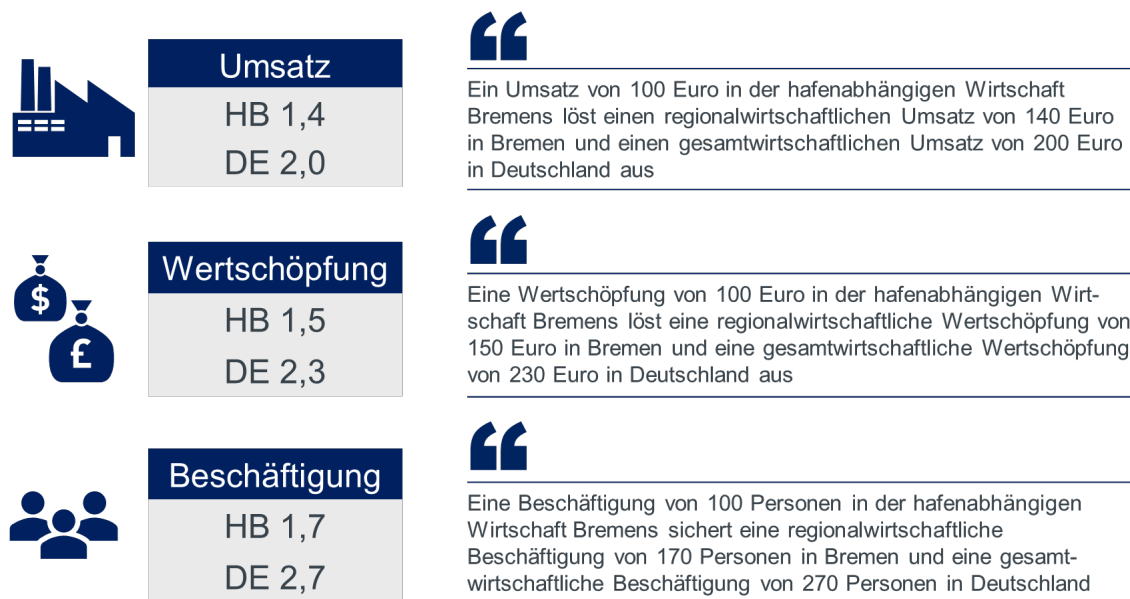 Umsatz
HB 1,4
DE 2,0
❝
Ein Umsatz von 100 Euro in der hafenabhängigen Wirtschaft
Bremens löst einen regionalwirtschaftlichen Umsatz von 140 Euro
in Bremen und einen gesamtwirtschaftlichen Umsatz von 200 Euro
in Deutschland aus
$
£
Wertschöpfung
HB 1,5
DE 2,3
❝
Eine Wertschöpfung von 100 Euro in der hafenabhängigen Wirt-
schaft Bremens löst eine regionalwirtschaftliche Wertschöpfung von
150 Euro in Bremen und eine gesamtwirtschaftliche Wertschöpfung
von 230 Euro in Deutschland aus
Beschäftigung
HB 1,7
DE 2,7
❝
Eine Beschäftigung von 100 Personen in der hafenabhängigen
Wirtschaft Bremens sichert eine regionalwirtschaftliche
Beschäftigung von 170 Personen in Bremen und eine gesamt-
wirtschaftliche Beschäftigung von 270 Personen in Deutschland